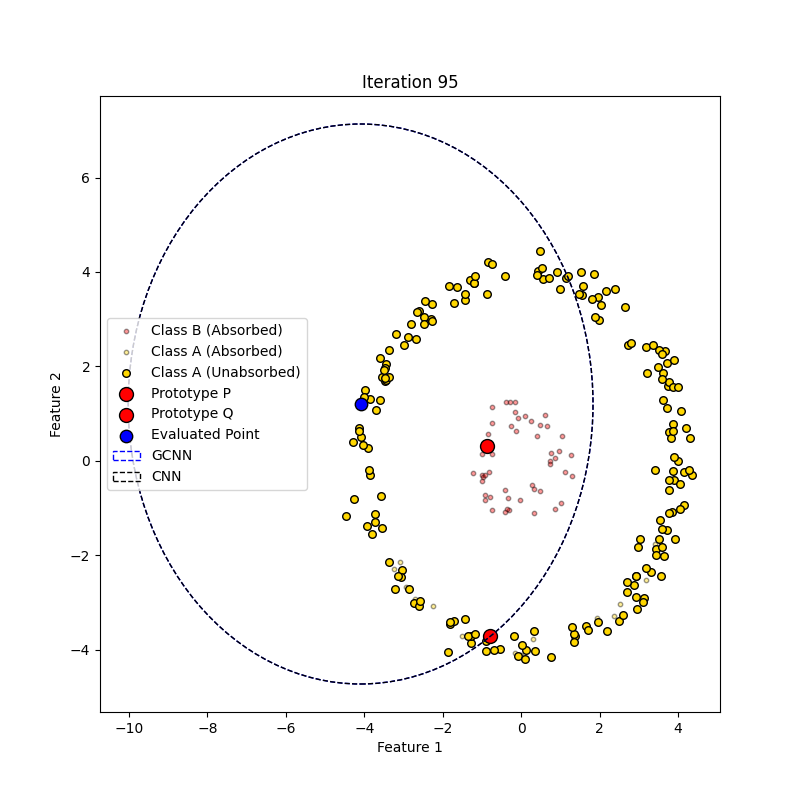 Iteration 95
Feature 2
6
4
2
0
−2
−4
Class B (Absorbed)
Class A (Absorbed)
Class A (Unabsorbed)
Prototype P
Prototype Q
Evaluated Point
GCNN
CNN
−10
−8
−6
−4
−2
0
2
4
Feature 1